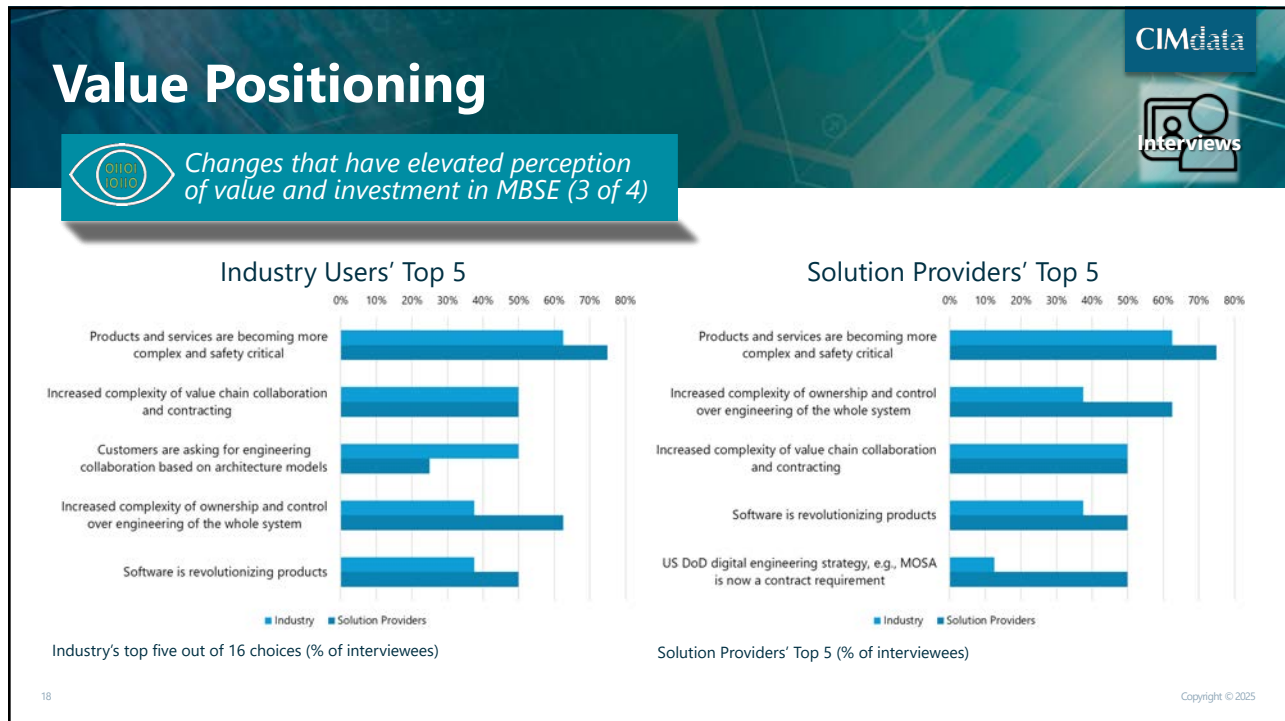 CIMdata
Value Positioning
Interviews
01101
10110
Changes that have elevated perception
of value and investment in MBSE (3 of 4)
Industry Users’ Top 5
0% 10% 20% 30% 40% 50% 60% 70% 80%
Products and services are becoming more
complex and safety critical
Increased complexity of value chain collaboration
and contracting
Customers are asking for engineering
collaboration based on architecture models
Increased complexity of ownership and control
over engineering of the whole system
Software is revolutionizing products
Industry Solution Providers
Industry’s top five out of 16 choices (% of interviewees)
Solution Providers’ Top 5
0% 10% 20% 30% 40% 50% 60% 70% 80%
Products and services are becoming more
complex and safety critical
Increased complexity of ownership and control
over engineering of the whole system
Increased complexity of value chain collaboration
and contracting
Software is revolutionizing products
US DoD digital engineering strategy, e.g., MOSA
is now a contract requirement
Industry Solution Providers
Solution Providers’ Top 5 (% of interviewees)
18
Copyright © 2025